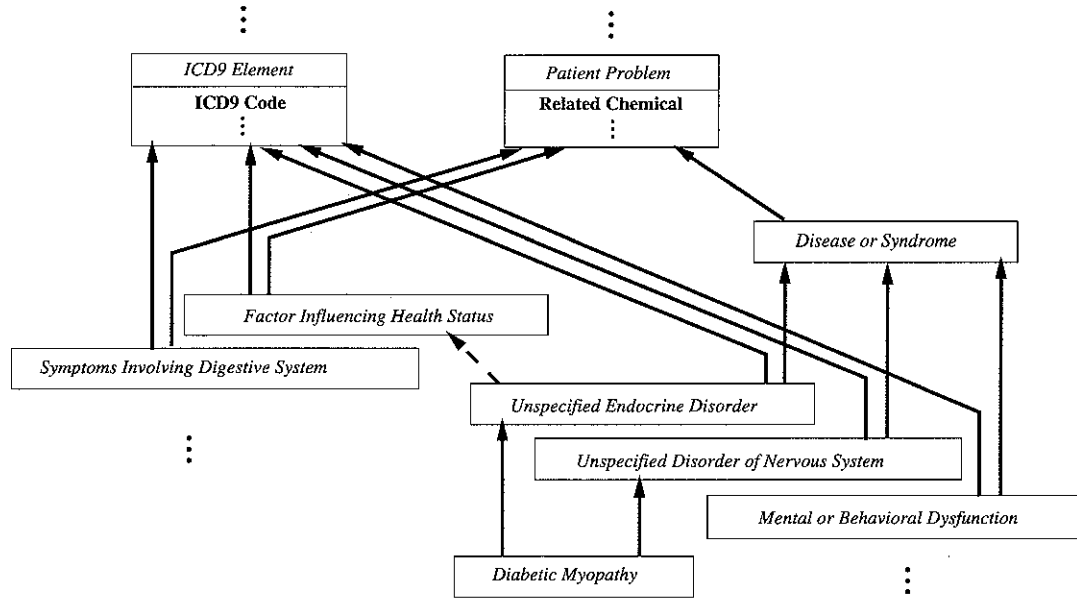 ICD9 Element
ICD9 Code
Patient Problem
Related Chemical
Disease or Syndrome
Factor Influencing Health Status
Symptoms Involving Digestive System
Unspecified Endocrine Disorder
Unspecified Disorder of Nervous System
Mental or Behavioral Dysfunction
Diabetic Myopathy